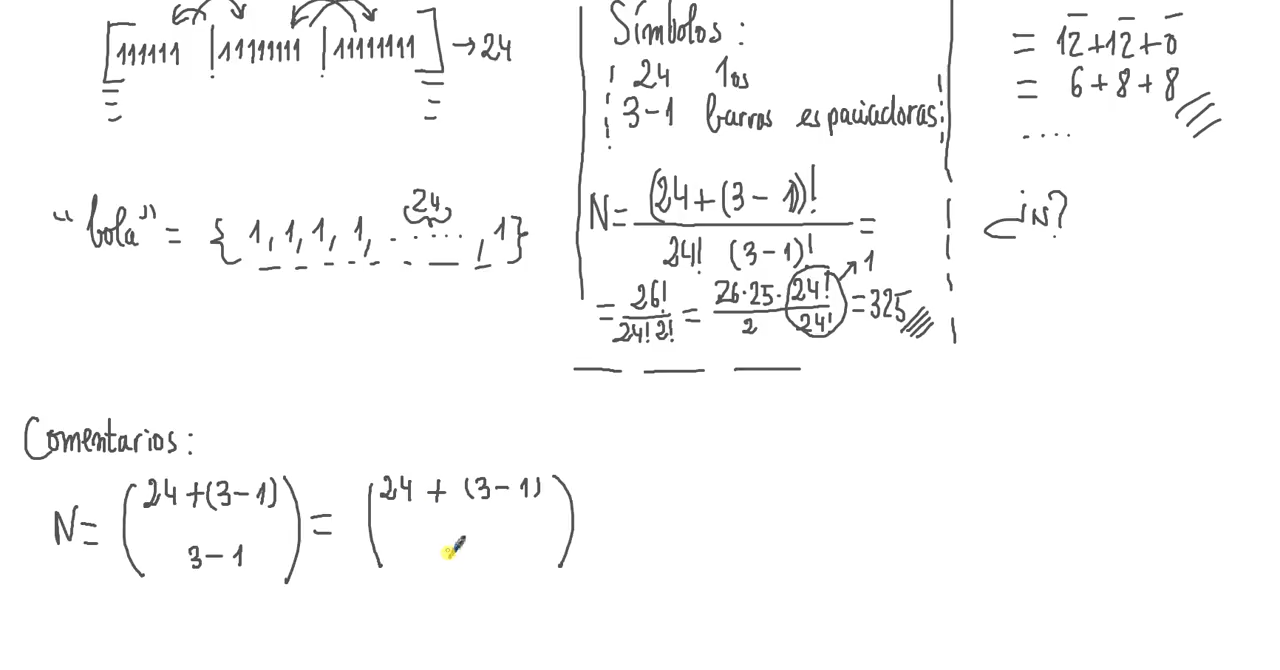 [111111 | 11111111 | 11111111] → 24
"bola" = { 1, 1, 1, 1, ........, 1}
24
Símbolos:
24 1os
3-1 barras espaciadoras
N = (24+(3-1))! / 24! (3-1)! =
= 26! / 24! 2! = 26·25·24! / 2 24! = 325
1
= 12+12+0
= 6+8+8
....
¿N?
Comentarios:
N = (24+(3-1) 3-1) = (24 + (3-1) )